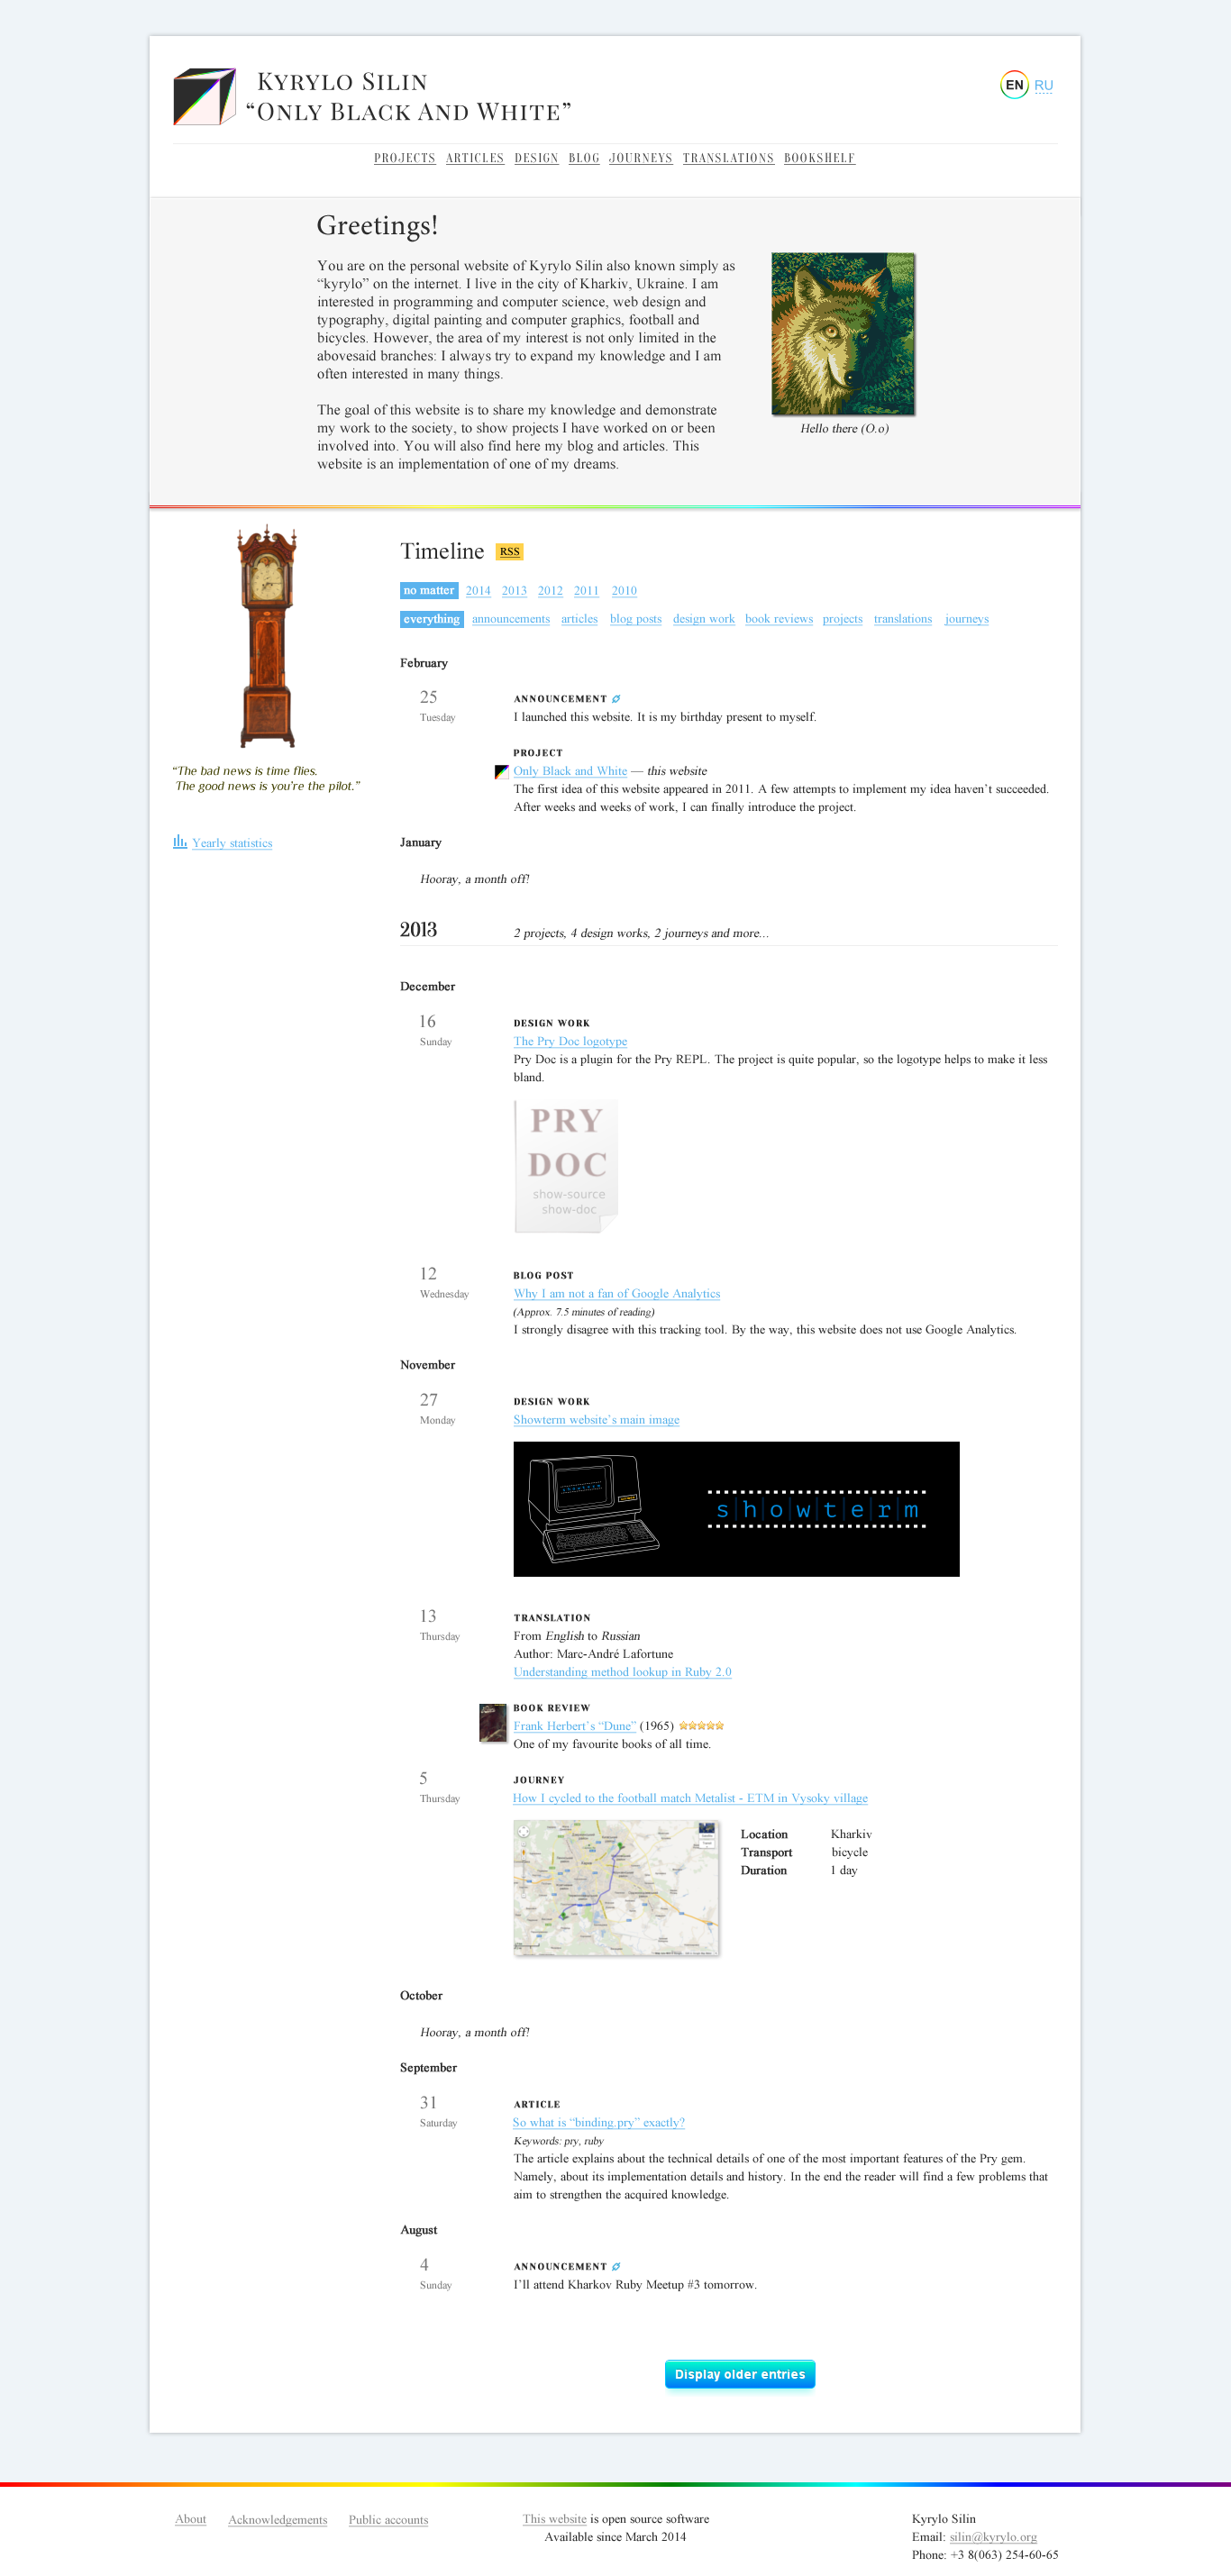 KYRYLO SILIN
“ONLY BLACK AND WHITE”
EN RU
PROJECTS ARTICLES DESIGN BLOG JOURNEYS TRANSLATIONS BOOKSHELF
Greetings!
You are on the personal website of Kyrylo Silin also known simply as
“kyrylo” on the internet. I live in the city of Kharkiv, Ukraine. I am
interested in programming and computer science, web design and
typography, digital painting and computer graphics, football and
bicycles. However, the area of my interest is not only limited in the
abovesaid branches: I always try to expand my knowledge and I am
often interested in many things.
The goal of this website is to share my knowledge and demonstrate
my work to the society, to show projects I have worked on or been
involved into. You will also find here my blog and articles. This
website is an implementation of one of my dreams.
Hello there (O.o)
“The bad news is time flies.
The good news is you’re the pilot.”
Yearly statistics
Timeline RSS
no matter 2014 2013 2012 2011 2010
everything announcements articles blog posts design work book reviews projects translations journeys
February
25
Tuesday
ANNOUNCEMENT
I launched this website. It is my birthday present to myself.
PROJECT
Only Black and White — this website
The first idea of this website appeared in 2011. A few attempts to implement my idea haven’t succeeded.
After weeks and weeks of work, I can finally introduce the project.
January
Hooray, a month off!
2013 2 projects, 4 design works, 2 journeys and more...
December
16
Sunday
DESIGN WORK
The Pry Doc logotype
Pry Doc is a plugin for the Pry REPL. The project is quite popular, so the logotype helps to make it less
bland.
PRY
DOC
show-source
show-doc
12
Wednesday
BLOG POST
Why I am not a fan of Google Analytics
(Approx. 7.5 minutes of reading)
I strongly disagree with this tracking tool. By the way, this website does not use Google Analytics.
November
27
Monday
DESIGN WORK
Showterm website’s main image
showterm
13
Thursday
TRANSLATION
From English to Russian
Author: Marc-André Lafortune
Understanding method lookup in Ruby 2.0
BOOK REVIEW
Frank Herbert’s “Dune” (1965)
One of my favourite books of all time.
5
Thursday
JOURNEY
How I cycled to the football match Metalist - ETM in Vysoky village
Location Kharkiv
Transport bicycle
Duration 1 day
October
Hooray, a month off!
September
31
Saturday
ARTICLE
So what is “binding.pry” exactly?
Keywords: pry, ruby
The article explains about the technical details of one of the most important features of the Pry gem.
Namely, about its implementation details and history. In the end the reader will find a few problems that
aim to strengthen the acquired knowledge.
August
4
Sunday
ANNOUNCEMENT
I’ll attend Kharkov Ruby Meetup #3 tomorrow.
Display older entries
About Acknowledgements Public accounts
This website is open source software
Available since March 2014
Kyrylo Silin
Email: silin@kyrylo.org
Phone: +3 8(063) 254-60-65